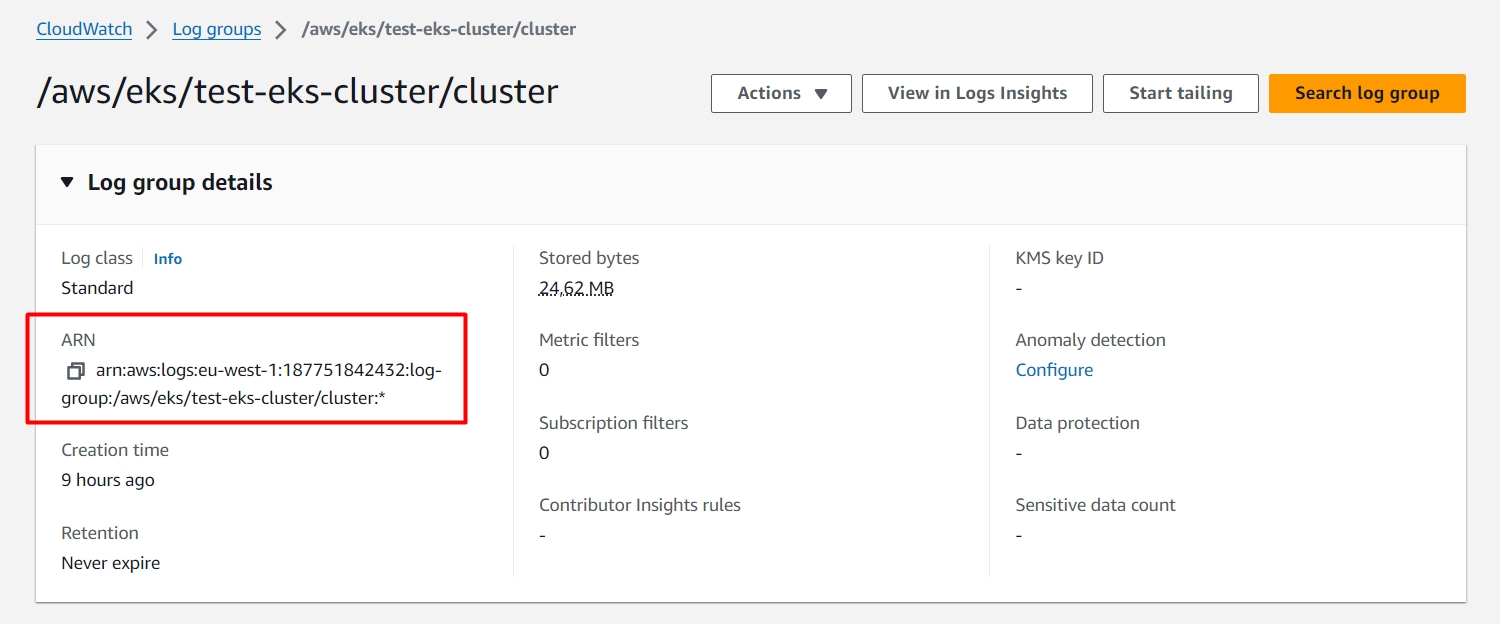 CloudWatch > Log groups > /aws/eks/test-eks-cluster/cluster
/aws/eks/test-eks-cluster/cluster
Actions ▼ View in Logs Insights Start tailing Search log group
▼ Log group details
Log class Info
Standard
ARN
arn:aws:logs:eu-west-1:187751842432:log-
group:/aws/eks/test-eks-cluster/cluster:*
Creation time
9 hours ago
Retention
Never expire
Stored bytes
24,62 MB
Metric filters
0
Subscription filters
0
Contributor Insights rules
-
KMS key ID
-
Anomaly detection
Configure
Data protection
-
Sensitive data count
-